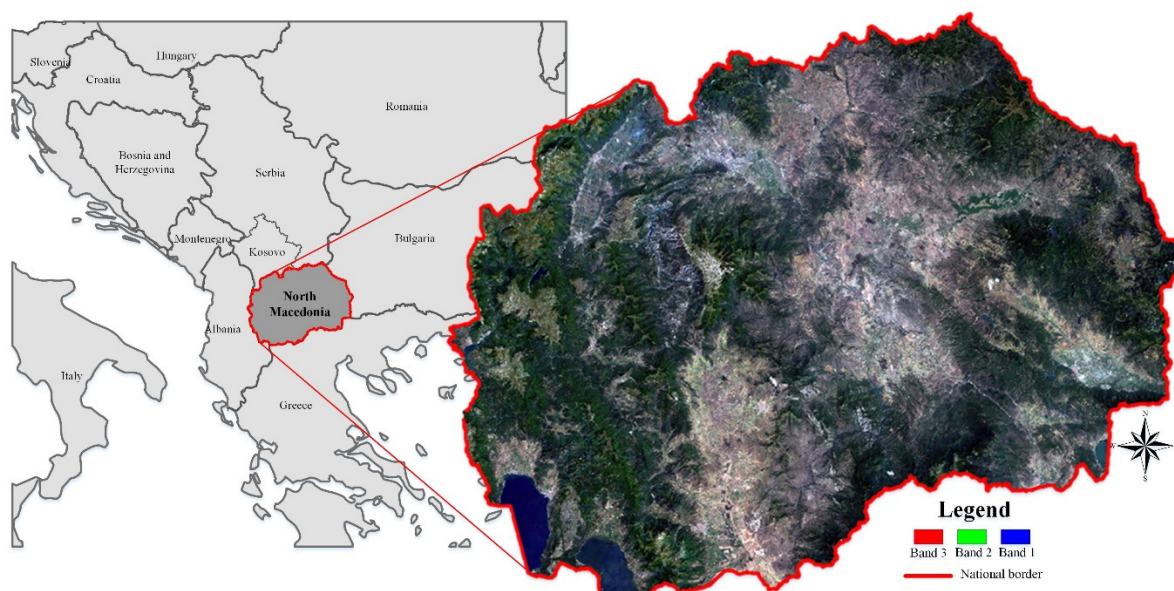 Slovenia
Hungary
Croatia
Romania
Bosnia and
Herzegovina
Serbia
Montenegro
Kosovo
Bulgaria
North
Macedonia
Albania
Italy
Greece
N
W
S
Legend
Band 3 Band 2 Band 1
National border